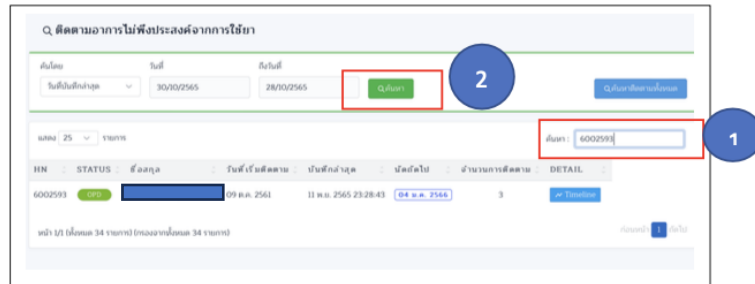 ติดตามอาการไม่พึงประสงค์จากการใช้ยา
ค้นโดย วันที่ ถึงวันที่
วันที่บันทึกล่าสุด 30/10/2565 28/10/2565 ค้นหา ค้นหาติดตามทั้งหมด
2
แสดง 25 รายการ ค้นหา : 6002593
1
HN STATUS ชื่อสกุล วันที่เริ่มติดตาม บันทึกล่าสุด นัดถัดไป จำนวนการติดตาม DETAIL
6002593 OPD 09 ต.ค. 2561 11 พ.ย. 2565 23:28:43 2566 3 Timeline
หน้า 1/1 (ทั้งหมด 34 รายการ) (กรองจากทั้งหมด 34 รายการ) ก่อนหน้า 1 ถัดไป